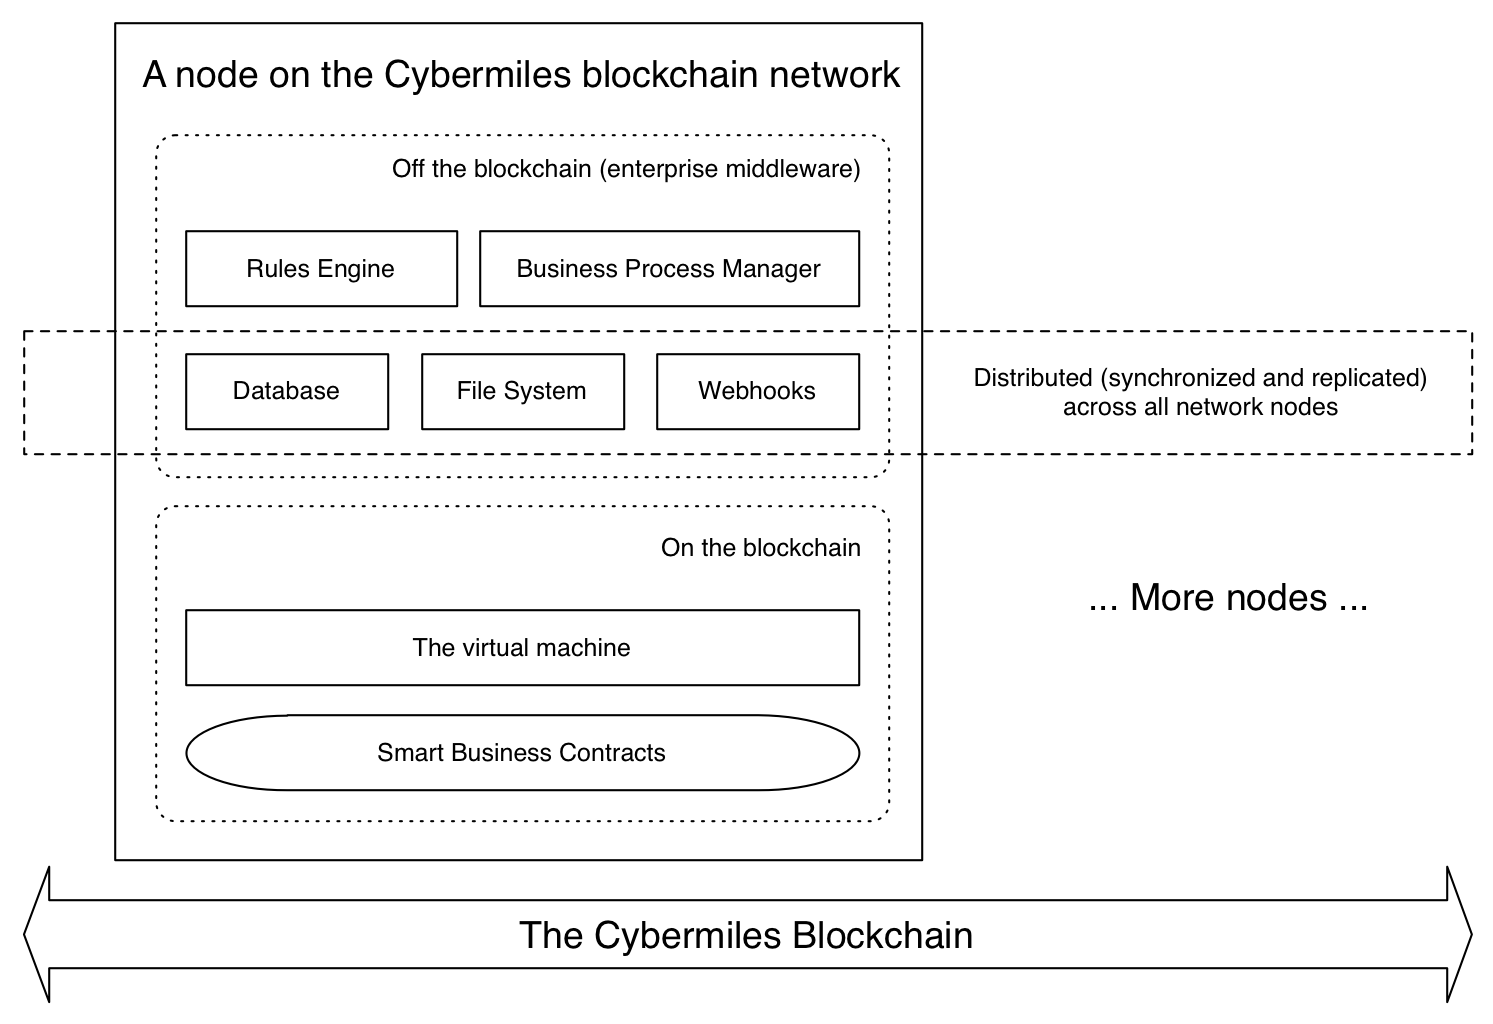 A node on the Cybermiles blockchain network
Off the blockchain (enterprise middleware)
Rules Engine
Business Process Manager
Database
File System
Webhooks
Distributed (synchronized and replicated)
across all network nodes
On the blockchain
... More nodes ...
The virtual machine
Smart Business Contracts
The Cybermiles Blockchain